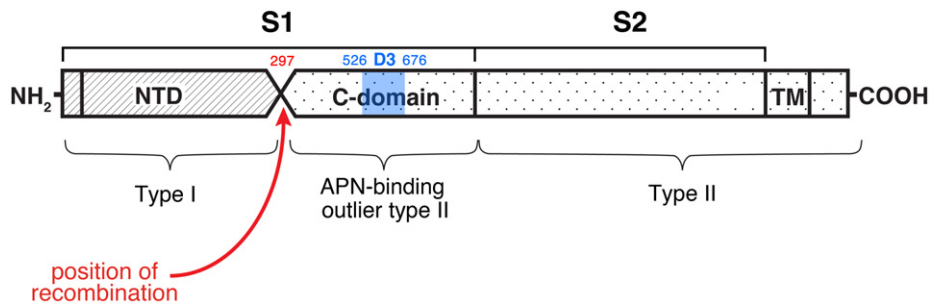 S1 S2
297 526 D3 676
NH2 NTD C-domain TM COOH
Type I APN-binding Type II
outlier type II
position of
recombination